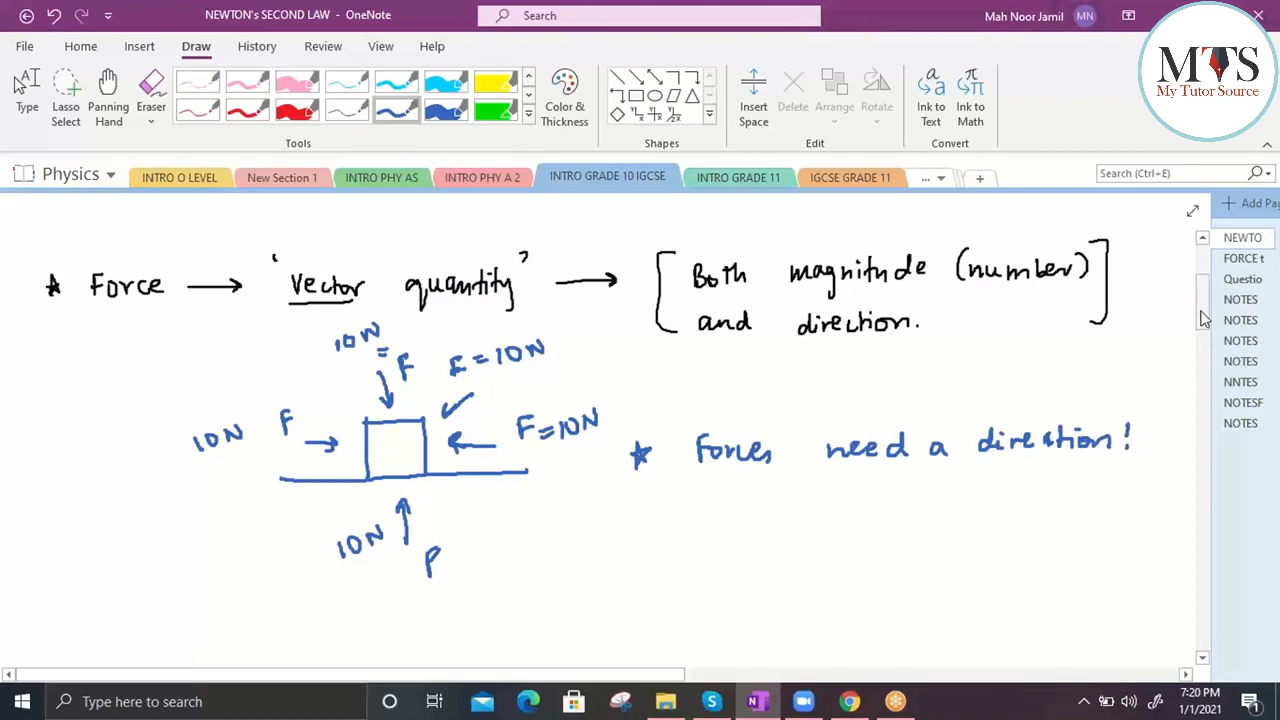 NEWTON's SECOND LAW - OneNote
Search
Mah Noor Jamil
MN
MTS
My Tutor Source
File
Home
Insert
Draw
History
Review
View
Help
Type
Lasso Select
Panning Hand
Eraser
Color & Thickness
Insert Space
Delete
Arrange
Rotate
Ink to Text
Ink to Math
Tools
Shapes
Edit
Convert
Physics
INTRO O LEVEL
New Section 1
INTRO PHY AS
INTRO PHY A 2
INTRO GRADE 10 IGCSE
INTRO GRADE 11
IGCSE GRADE 11
...
Search (Ctrl+E)
Add Pag
NEWTO
FORCE t
Questio
NOTES
NOTES
NOTES
NOTES
NNTES
NOTESF
NOTES
★ Force → 'vector quantity' → [Both magnitude (number)
and direction.]
10N = F
F = 10N
10N F
F = 10N
★ Forces need a direction!
10N
F
Type here to search
7:20 PM
1/1/2021
1